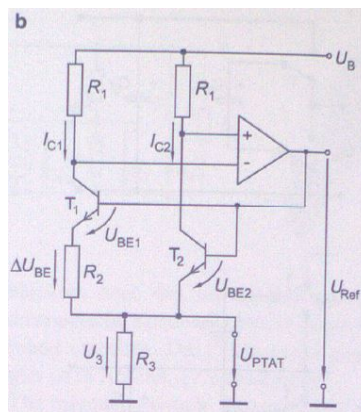 b
U_B
R_1
R_1
I_C1
I_C2
+
-
T_1
U_BE1
T_2
ΔU_BE
R_2
U_BE2
U_Ref
U_3
R_3
U_PTAT